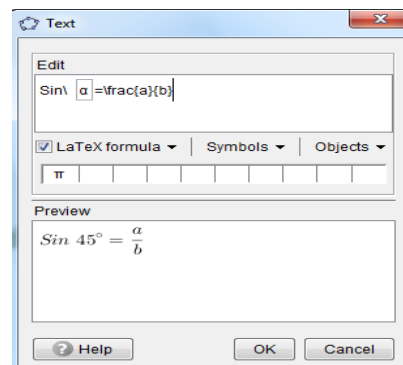 Text
Edit
Sin\ α =\frac{a}{b}
LaTeX formula Symbols Objects
π
Preview
Sin 45° = a/b
Help OK Cancel